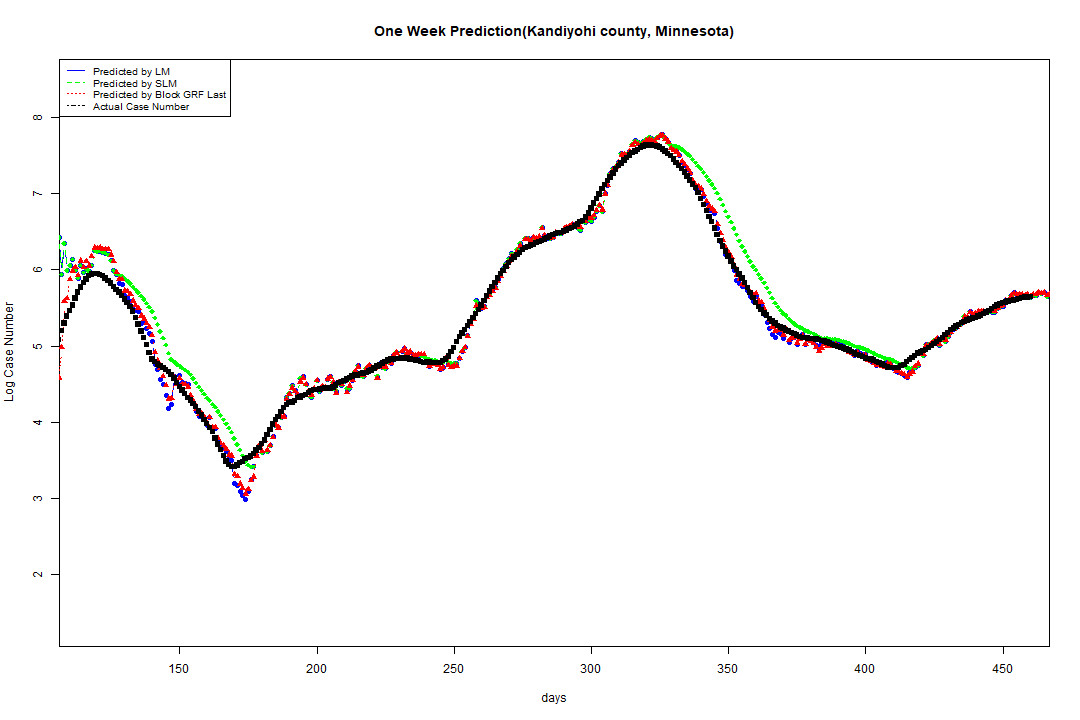 One Week Prediction(Kandiyohi county, Minnesota)
Predicted by LM
Predicted by SLM
Predicted by Block GRF Last
Actual Case Number
Log Case Number
8
7
6
5
4
3
2
150 200 250 300 350 400 450
days